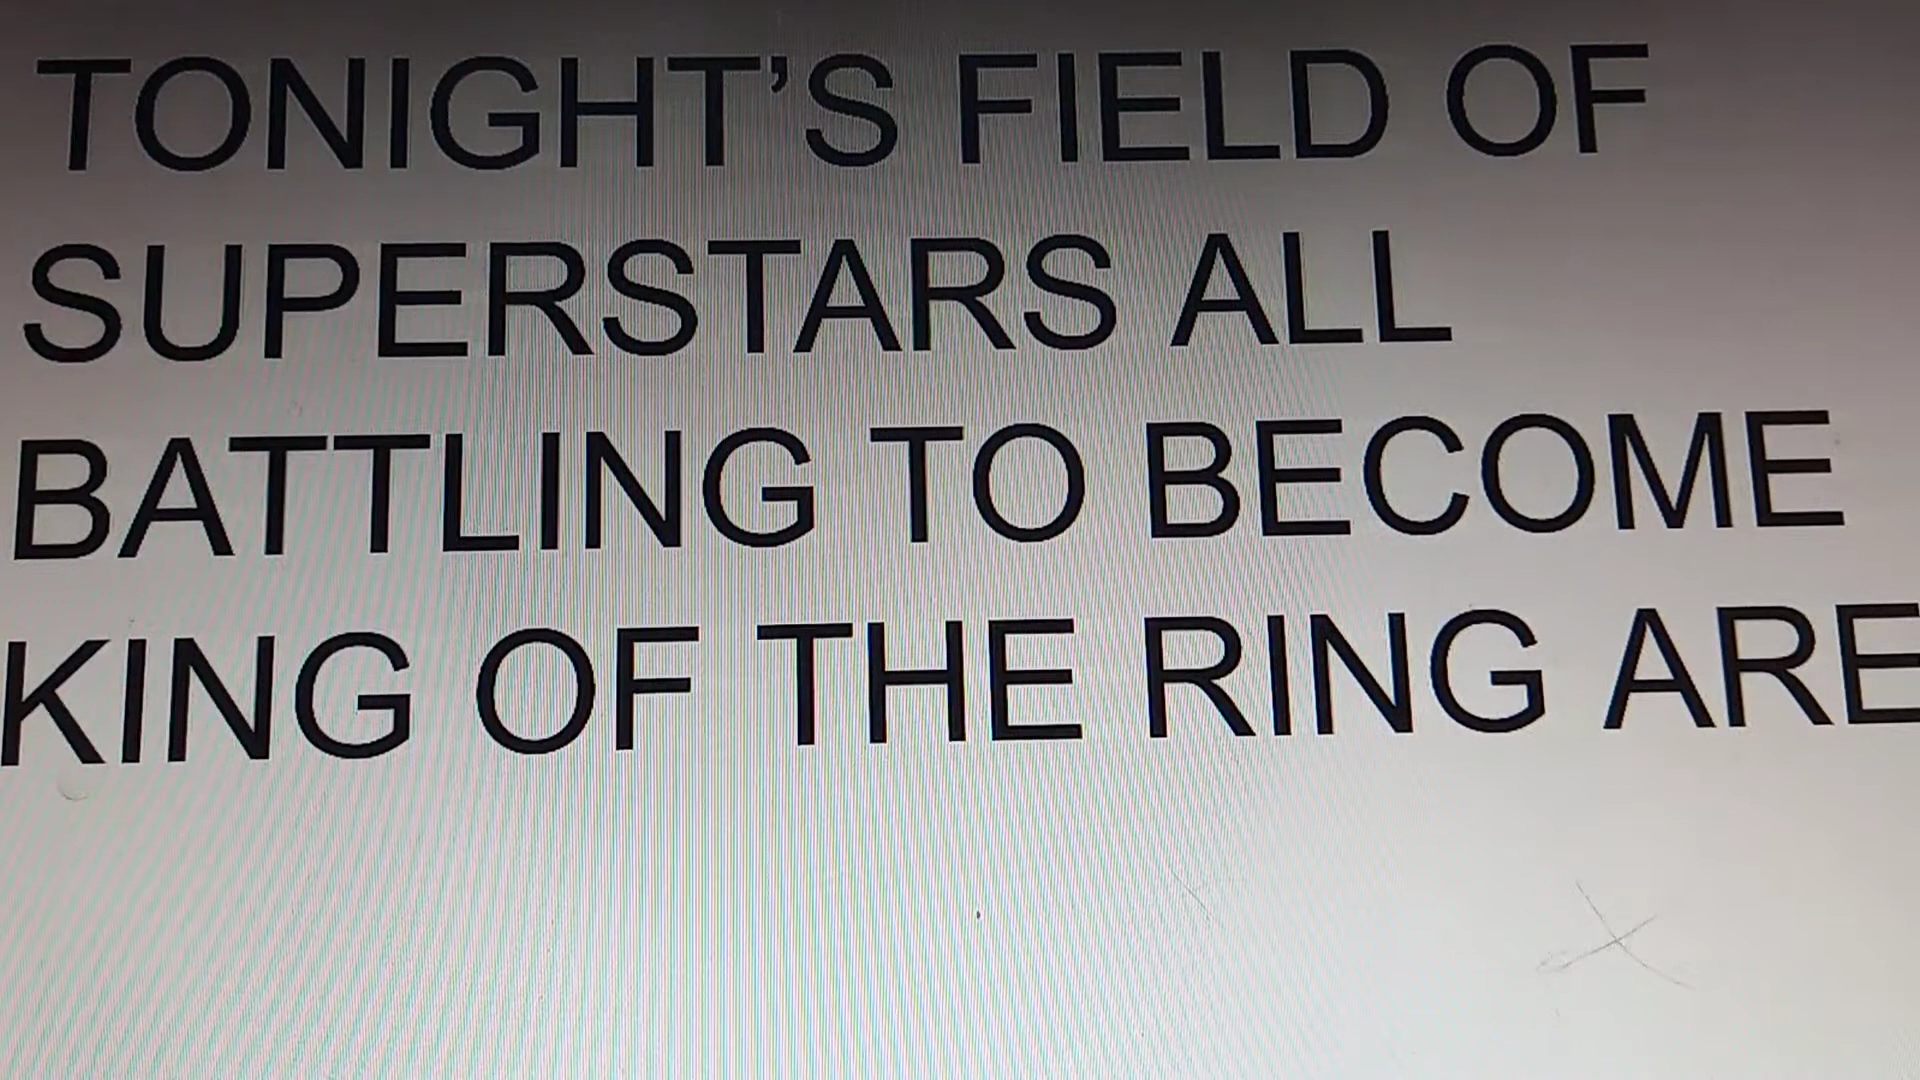 TONIGHT’S FIELD OF
SUPERSTARS ALL
BATTLING TO BECOME
KING OF THE RING ARE